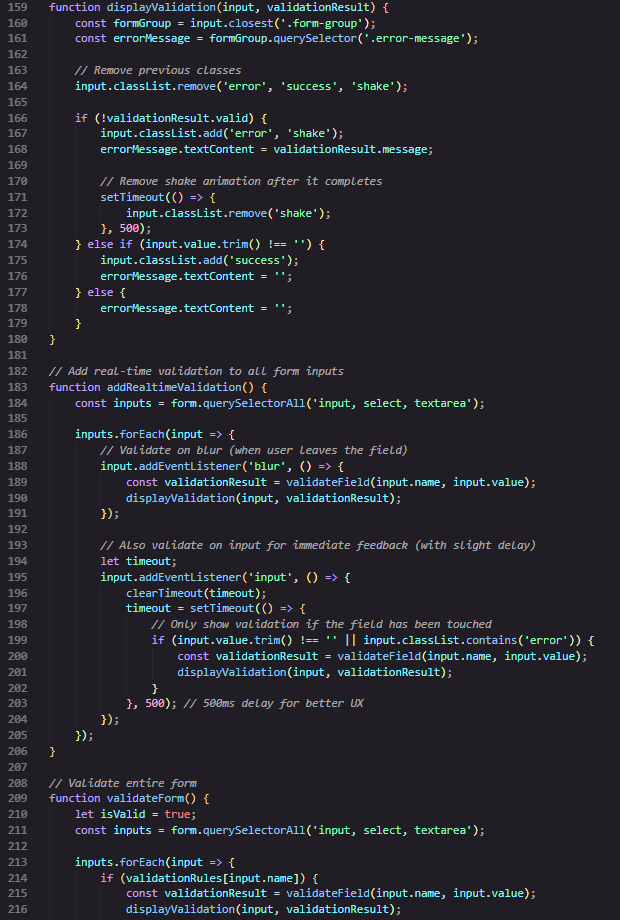 159 function displayValidation(input, validationResult) {
160     const formGroup = input.closest('.form-group');
161     const errorMessage = formGroup.querySelector('.error-message');
162
163     // Remove previous classes
164     input.classList.remove('error', 'success', 'shake');
165
166     if (!validationResult.valid) {
167         input.classList.add('error', 'shake');
168         errorMessage.textContent = validationResult.message;
169
170         // Remove shake animation after it completes
171         setTimeout(() => {
172             input.classList.remove('shake');
173         }, 500);
174     } else if (input.value.trim() !== '') {
175         input.classList.add('success');
176         errorMessage.textContent = '';
177     } else {
178         errorMessage.textContent = '';
179     }
180 }
181
182 // Add real-time validation to all form inputs
183 function addRealtimeValidation() {
184     const inputs = form.querySelectorAll('input, select, textarea');
185
186     inputs.forEach(input => {
187         // Validate on blur (when user leaves the field)
188         input.addEventListener('blur', () => {
189             const validationResult = validateField(input.name, input.value);
190             displayValidation(input, validationResult);
191         });
192
193         // Also validate on input for immediate feedback (with slight delay)
194         let timeout;
195         input.addEventListener('input', () => {
196             clearTimeout(timeout);
197             timeout = setTimeout(() => {
198                 // Only show validation if the field has been touched
199                 if (input.value.trim() !== '' || input.classList.contains('error')) {
200                     const validationResult = validateField(input.name, input.value);
201                     displayValidation(input, validationResult);
202                 }
203             }, 500); // 500ms delay for better UX
204         });
205     });
206 }
207
208 // Validate entire form
209 function validateForm() {
210     let isValid = true;
211     const inputs = form.querySelectorAll('input, select, textarea');
212
213     inputs.forEach(input => {
214         if (validationRules[input.name]) {
215             const validationResult = validateField(input.name, input.value);
216             displayValidation(input, validationResult);